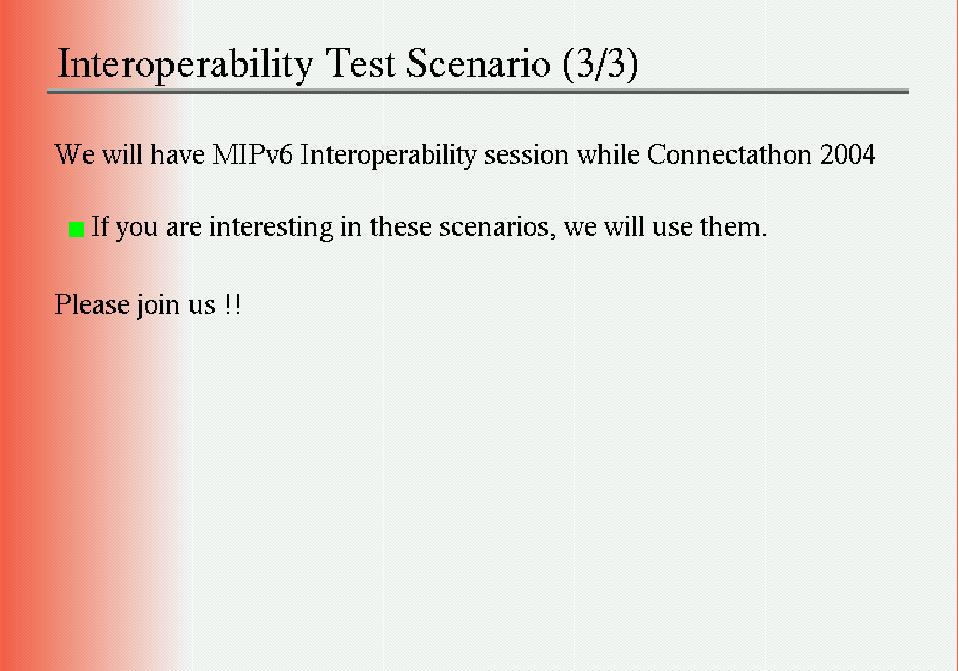 Interoperability Test Scenario (3/3)
We will have MIPv6 Interoperability session while Connectathon 2004
If you are interesting in these scenarios, we will use them.
Please join us !!